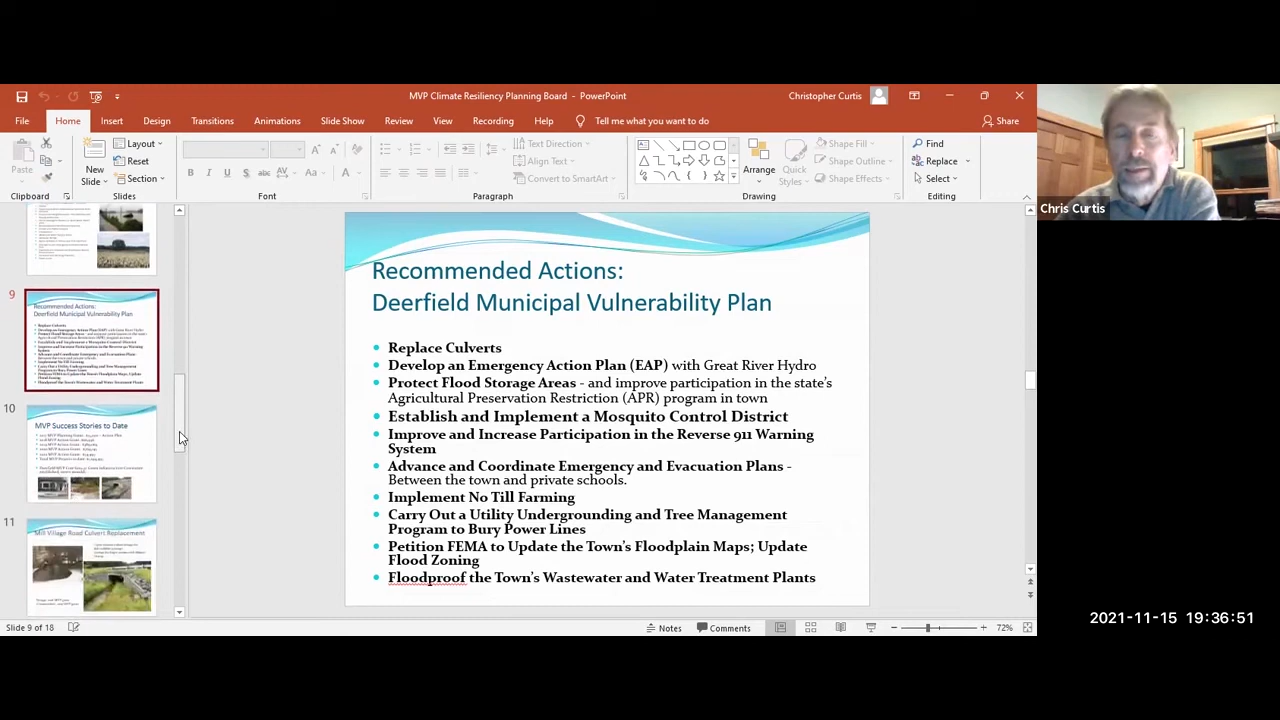 MVP Climate Resiliency Planning Board - PowerPoint
Christopher Curtis
File Home Insert Design Transitions Animations Slide Show Review View Recording Help Tell me what you want to do Share
Paste
Clipboard
New Slide
Layout
Reset
Section
Slides
Font
Text Direction
Align Text
Convert to SmartArt
Paragraph
Arrange
Quick Styles
Shape Fill
Shape Outline
Shape Effects
Drawing
Find
Replace
Select
Editing
Chris Curtis
9
Recommended Actions:
Deerfield Municipal Vulnerability Plan
10
MVP Success Stories to Date
11
Mill Village Road Culvert Replacement
Recommended Actions:
Deerfield Municipal Vulnerability Plan
Replace Culverts
Develop an Emergency Action Plan (EAP) with Great River Hydro
Protect Flood Storage Areas - and improve participation in the state's
Agricultural Preservation Restriction (APR) program in town
Establish and Implement a Mosquito Control District
Improve and Increase Participation in the Reverse 911 Warning
System
Advance and Coordinate Emergency and Evacuation Plans -
Between the town and private schools.
Implement No Till Farming
Carry Out a Utility Undergrounding and Tree Management
Program to Bury Power Lines
Petition FEMA to Update the Town's Floodplain Maps; Update
Flood Zoning
Floodproof the Town's Wastewater and Water Treatment Plants
Slide 9 of 18
Notes
Comments
72%
2021-11-15 19:36:51